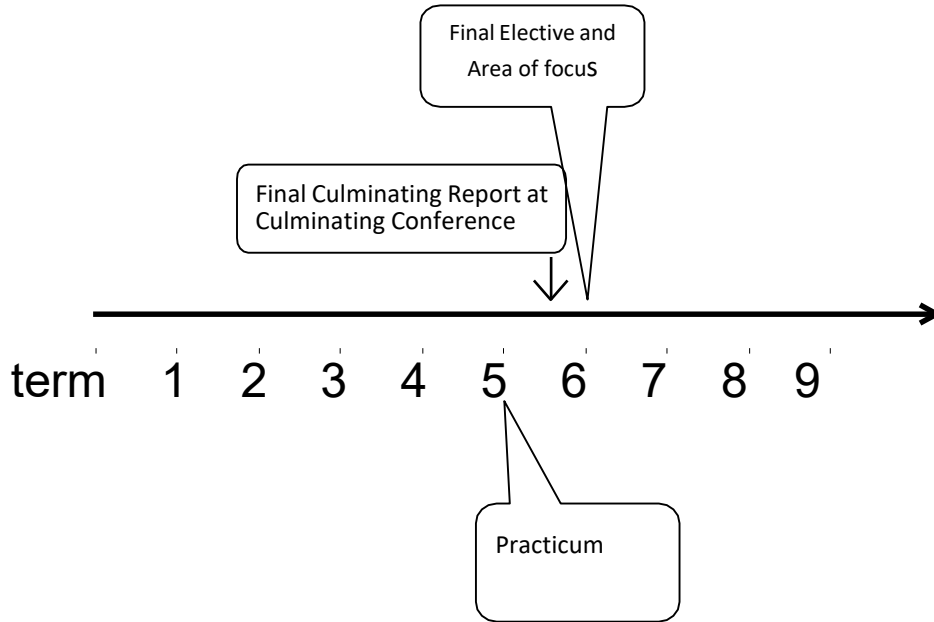 Final Elective and
Area of focus
Final Culminating Report at
Culminating Conference
term 1 2 3 4 5 6 7 8 9
Practicum